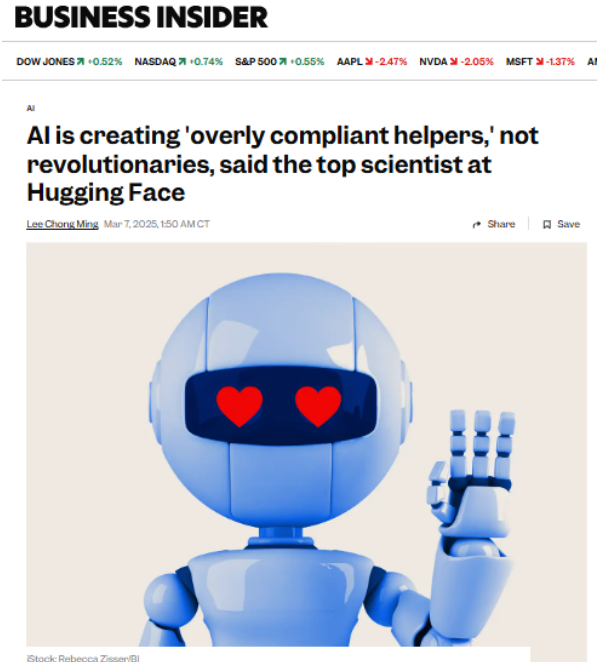 BUSINESS INSIDER
DOW JONES ↗ +0.52% NASDAQ ↗ +0.74% S&P 500 ↗ +0.55% AAPL ↘ -2.47% NVDA ↘ -2.05% MSFT ↘ -1.37%
AI
AI is creating 'overly compliant helpers,' not
revolutionaries, said the top scientist at
Hugging Face
Lee Chong Ming Mar 7, 2025, 1:50 AM CT Share Save
iStock; Rebecca Zisser/BI